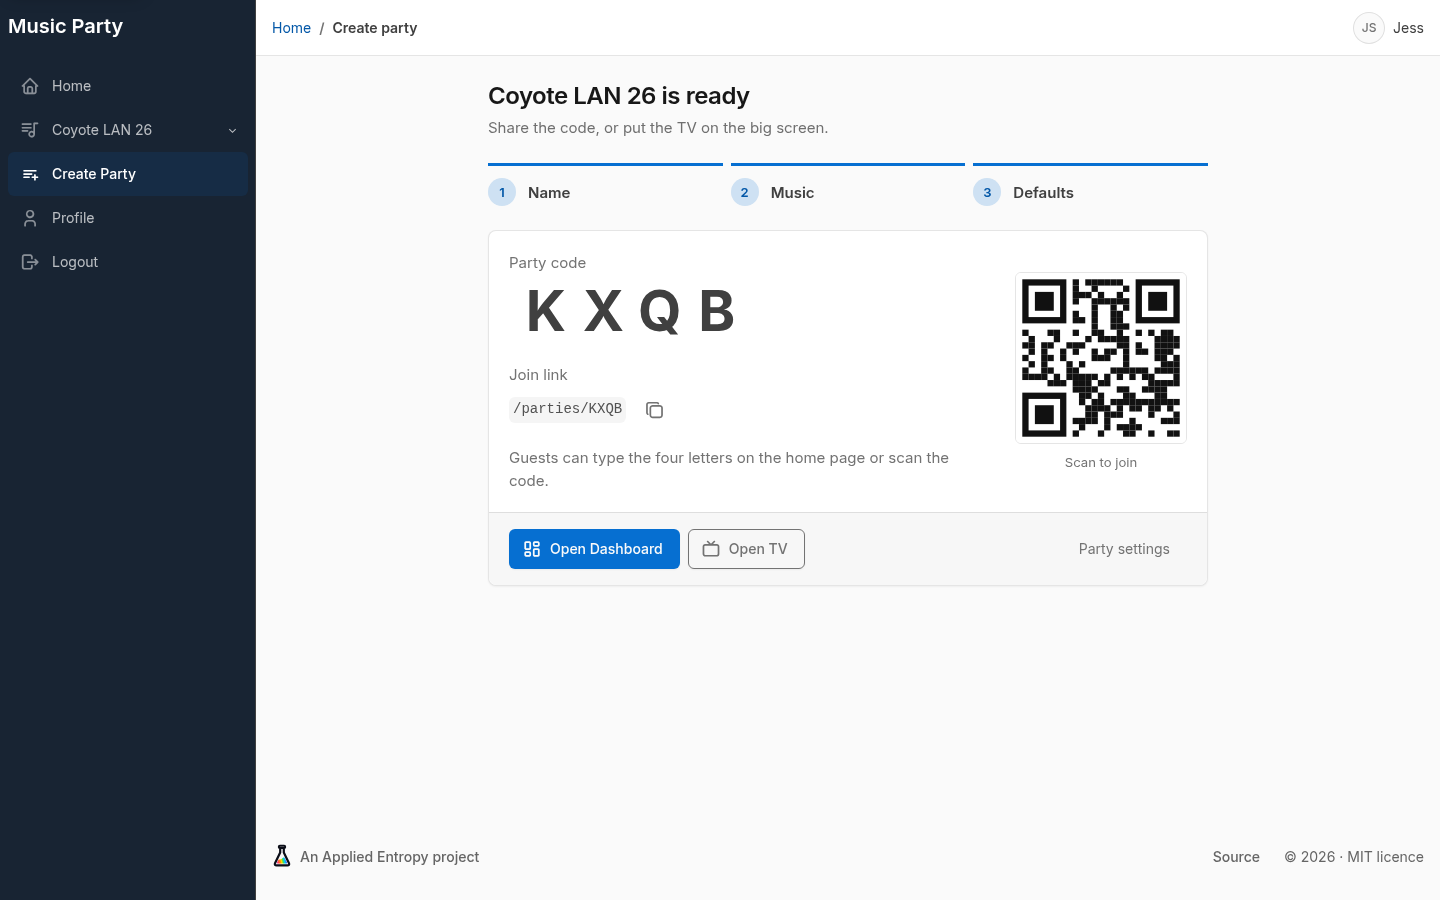 Music Party
Home / Create party
JS Jess
Home
Coyote LAN 26
Create Party
Profile
Logout
Coyote LAN 26 is ready
Share the code, or put the TV on the big screen.
1 Name
2 Music
3 Defaults
Party code
K X Q B
Join link
/parties/KXQB
Guests can type the four letters on the home page or scan the
code.
Scan to join
Open Dashboard
Open TV
Party settings
An Applied Entropy project
Source
© 2026 · MIT licence